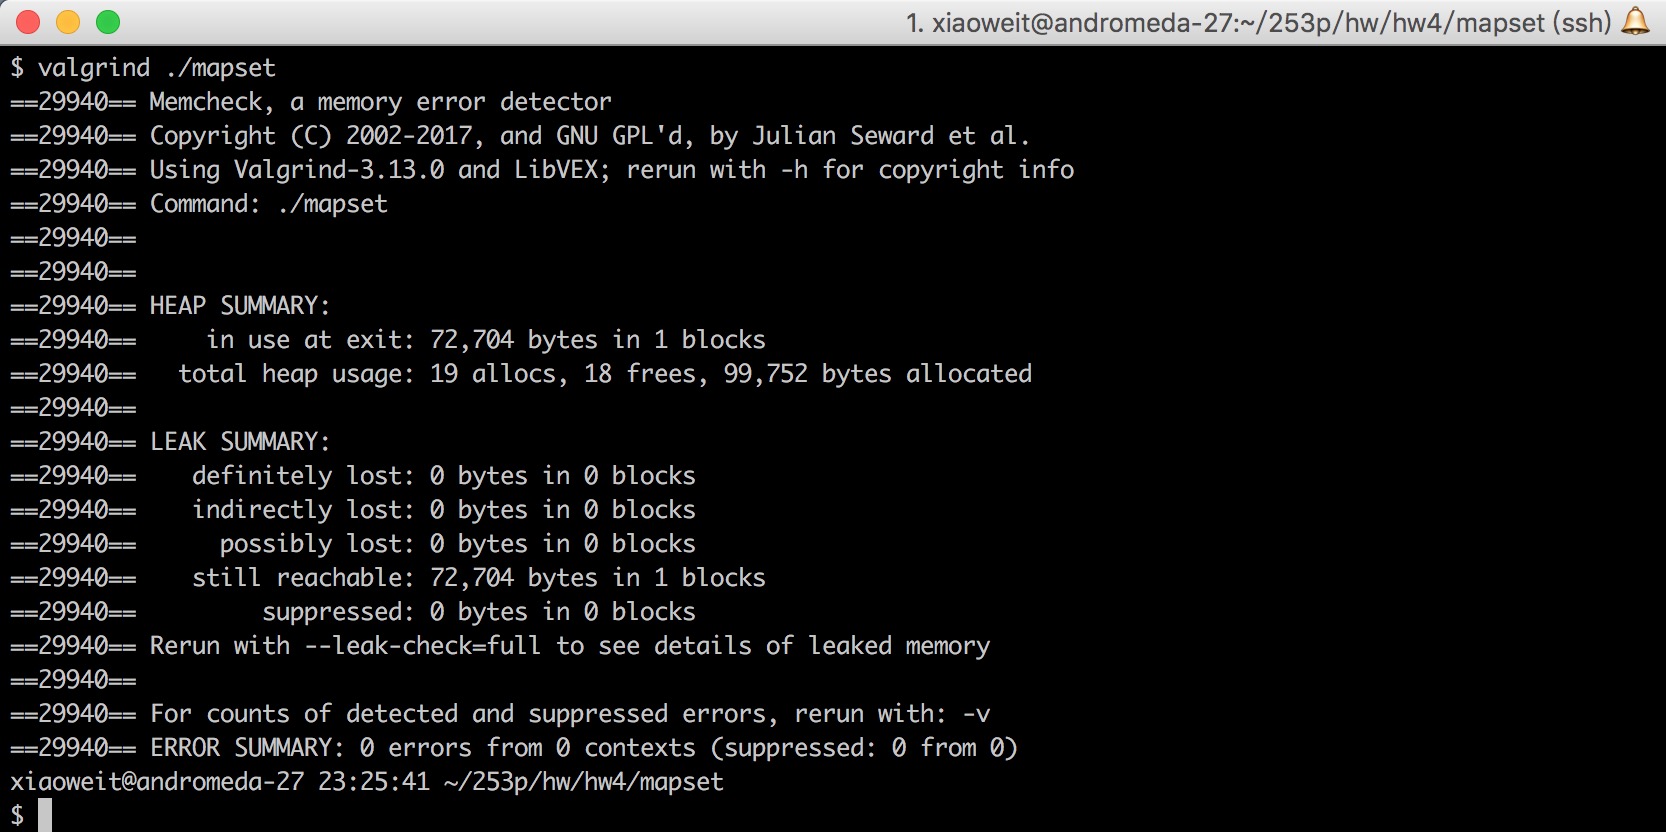 1. xiaoweit@andromeda-27:~/253p/hw/hw4/mapset (ssh)
$ valgrind ./mapset
==29940== Memcheck, a memory error detector
==29940== Copyright (C) 2002-2017, and GNU GPL'd, by Julian Seward et al.
==29940== Using Valgrind-3.13.0 and LibVEX; rerun with -h for copyright info
==29940== Command: ./mapset
==29940==
==29940==
==29940== HEAP SUMMARY:
==29940==     in use at exit: 72,704 bytes in 1 blocks
==29940==   total heap usage: 19 allocs, 18 frees, 99,752 bytes allocated
==29940==
==29940== LEAK SUMMARY:
==29940==    definitely lost: 0 bytes in 0 blocks
==29940==    indirectly lost: 0 bytes in 0 blocks
==29940==      possibly lost: 0 bytes in 0 blocks
==29940==    still reachable: 72,704 bytes in 1 blocks
==29940==         suppressed: 0 bytes in 0 blocks
==29940== Rerun with --leak-check=full to see details of leaked memory
==29940==
==29940== For counts of detected and suppressed errors, rerun with: -v
==29940== ERROR SUMMARY: 0 errors from 0 contexts (suppressed: 0 from 0)
xiaoweit@andromeda-27 23:25:41 ~/253p/hw/hw4/mapset
$